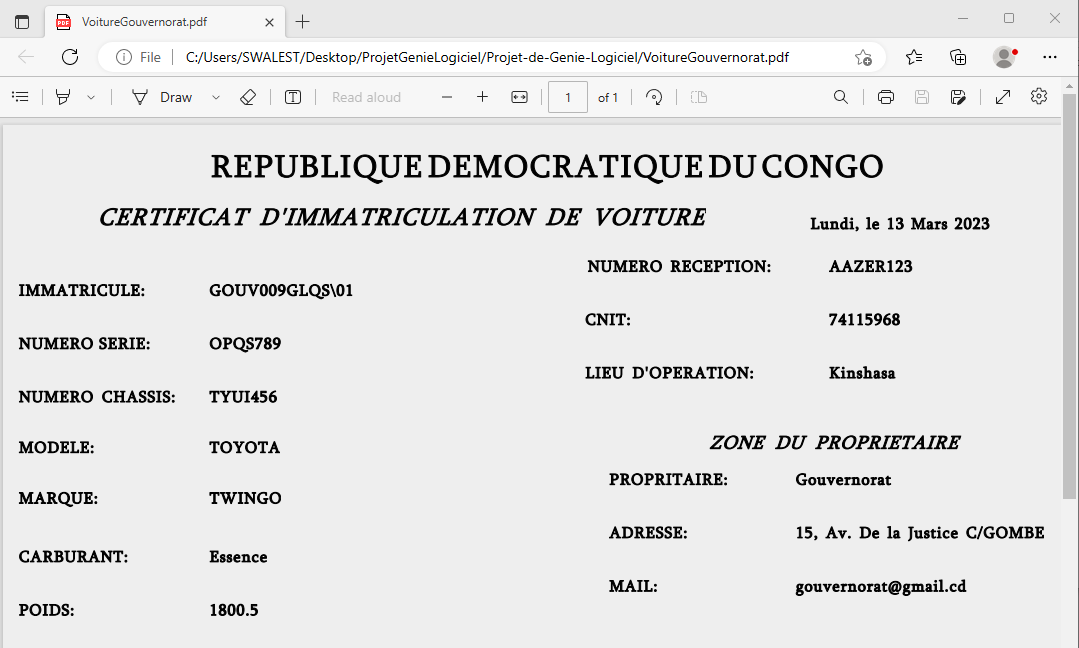 VoitureGouvernorat.pdf
File C:/Users/SWALEST/Desktop/ProjetGenieLogiciel/Projet-de-Genie-Logiciel/VoitureGouvernorat.pdf
Draw Read aloud 1 of 1
REPUBLIQUE DEMOCRATIQUE DU CONGO
CERTIFICAT D'IMMATRICULATION DE VOITURE
Lundi, le 13 Mars 2023
IMMATRICULE: GOUV009GLQS\01
NUMERO SERIE: OPQS789
NUMERO CHASSIS: TYUI456
MODELE: TOYOTA
MARQUE: TWINGO
CARBURANT: Essence
POIDS: 1800.5
NUMERO RECEPTION: AAZER123
CNIT: 74115968
LIEU D'OPERATION: Kinshasa
ZONE DU PROPRIETAIRE
PROPRITAIRE: Gouvernorat
ADRESSE: 15, Av. De la Justice C/GOMBE
MAIL: gouvernorat@gmail.cd